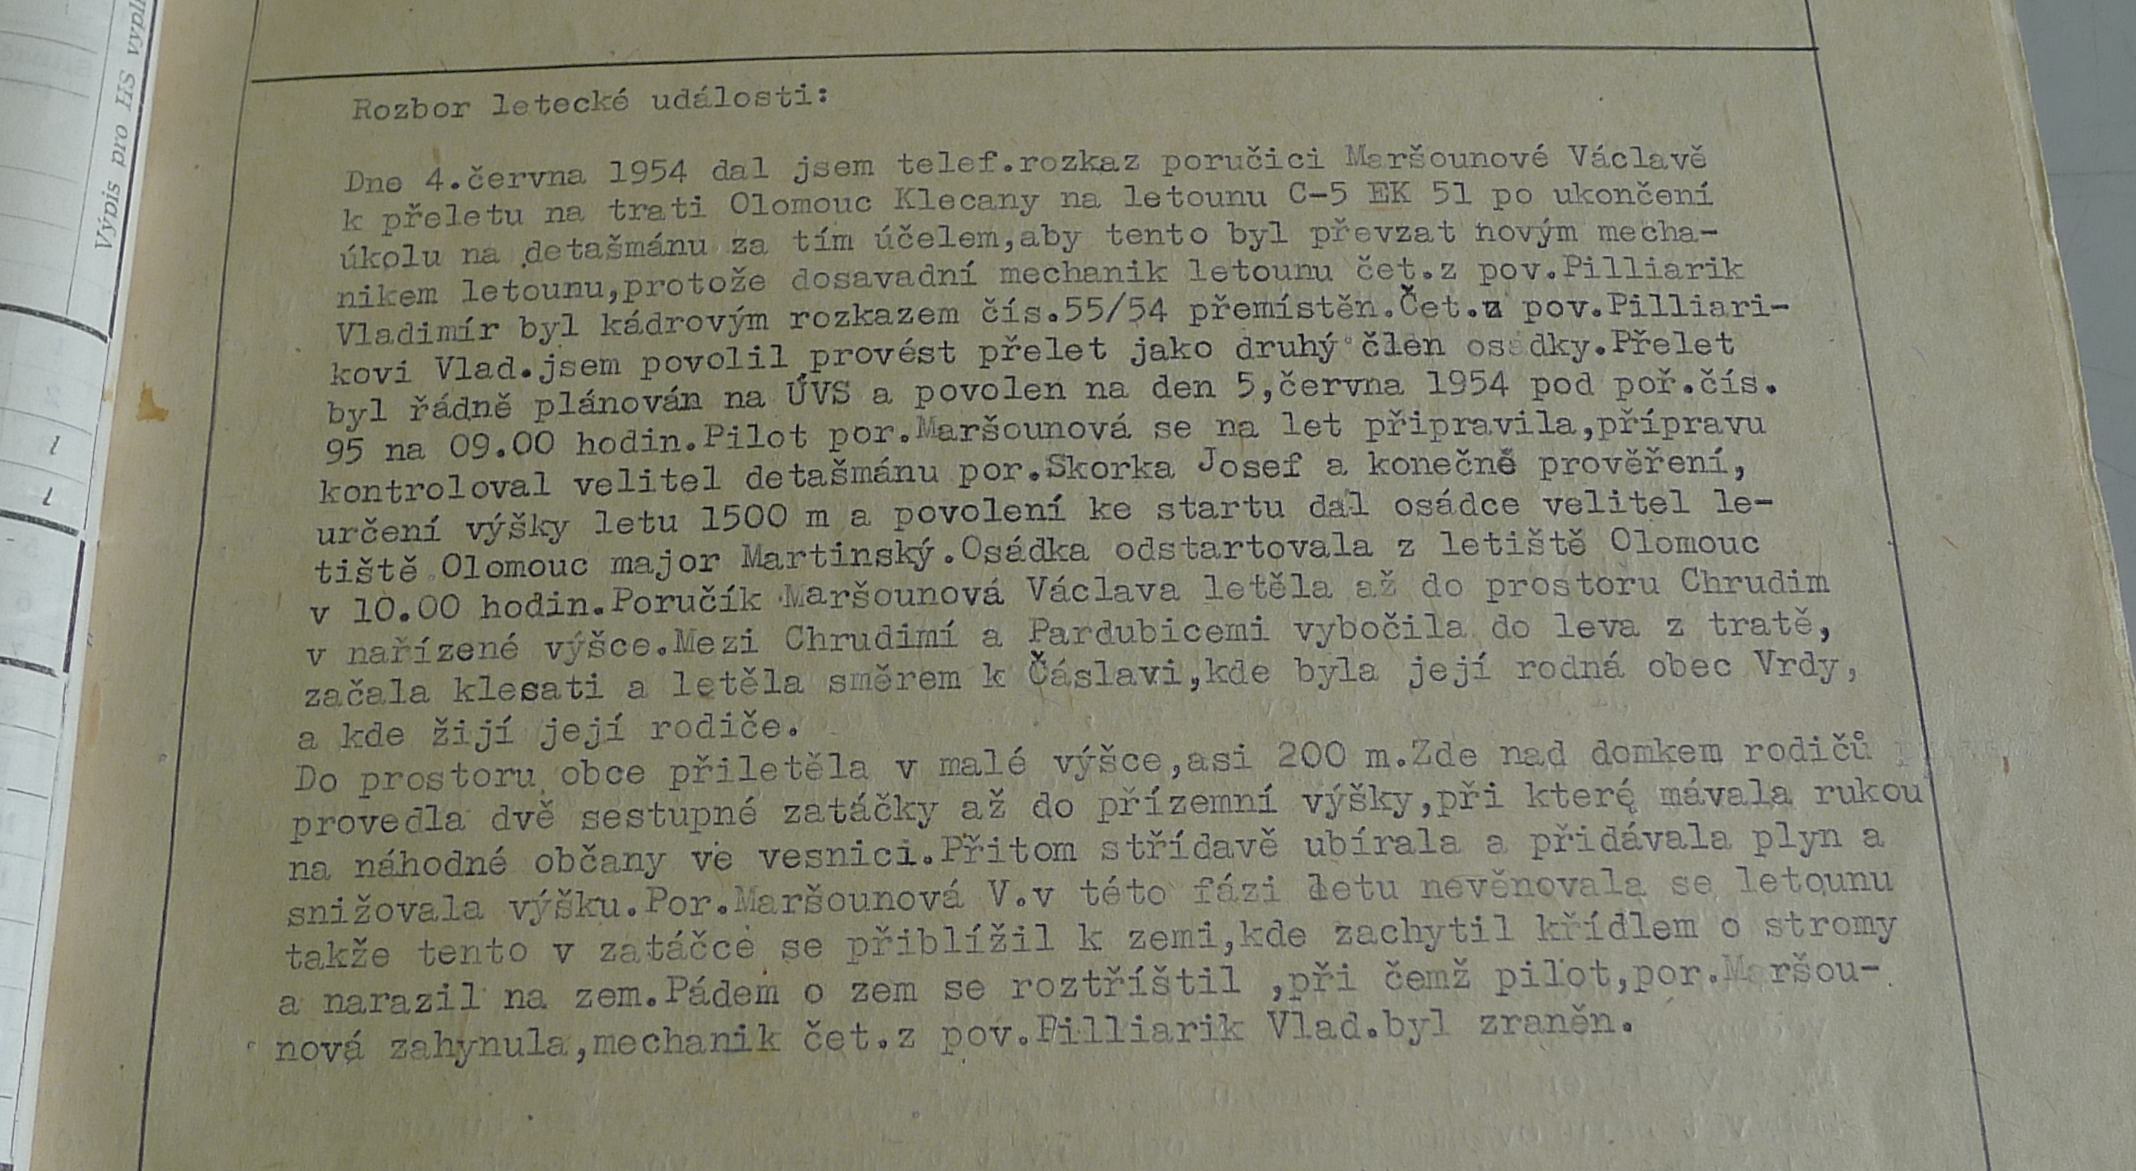 Výpis pro HS vypl
Rozbor letecké události:
Dne 4.června 1954 dal jsem telef.rozkaz poručici Maršounové Václavě
k přeletu na trati Olomouc Klecany na letounu C-5 EK 51 po ukončení
úkolu na detašmánu za tím účelem,aby tento byl převzat novým mecha-
nikem letounu,protože dosavadní mechanik letounu čet.z pov.Pilliarik
Vladimír byl kádrovým rozkazem čís.55/54 přemístěn.Čet.z pov.Pilliari-
kovi Vlad.jsem povolil provést přelet jako druhý člen osádky.Přelet
byl řádně plánován na ÚVS a povolen na den 5,června 1954 pod poř.čís.
95 na 09.00 hodin.Pilot por.Maršounová se na let připravila,přípravu
kontroloval velitel detašmánu por.Skorka Josef a konečně prověření,
určení výšky letu 1500 m a povolení ke startu dal osádce velitel le-
tiště Olomouc major Martinský.Osádka odstartovala z letiště Olomouc
v 10.00 hodin.Poručík Maršounová Václava letěla až do prostoru Chrudim
v nařízené výšce.Mezi Chrudimí a Pardubicemi vybočila do leva z tratě,
začala klesati a letěla směrem k Čáslavi,kde byla její rodná obec Vrdy,
a kde žijí její rodiče.
Do prostoru obce přiletěla v malé výšce,asi 200 m.Zde nad domkem rodičů
provedla dvě sestupné zatáčky až do přízemní výšky,při které mávala rukou
na náhodné občany ve vesnici.Přitom střídavě ubírala a přidávala plyn a
snižovala výšku.Por.Maršounová V.v této fázi letu nevěnovala se letounu
takže tento v zatáčce se přiblížil k zemi,kde zachytil křídlem o stromy
a narazil na zem.Pádem o zem se roztříštil ,při čemž pilot,por.Maršou-
nová zahynula,mechanik čet.z pov.Pilliarik Vlad.byl zraněn.